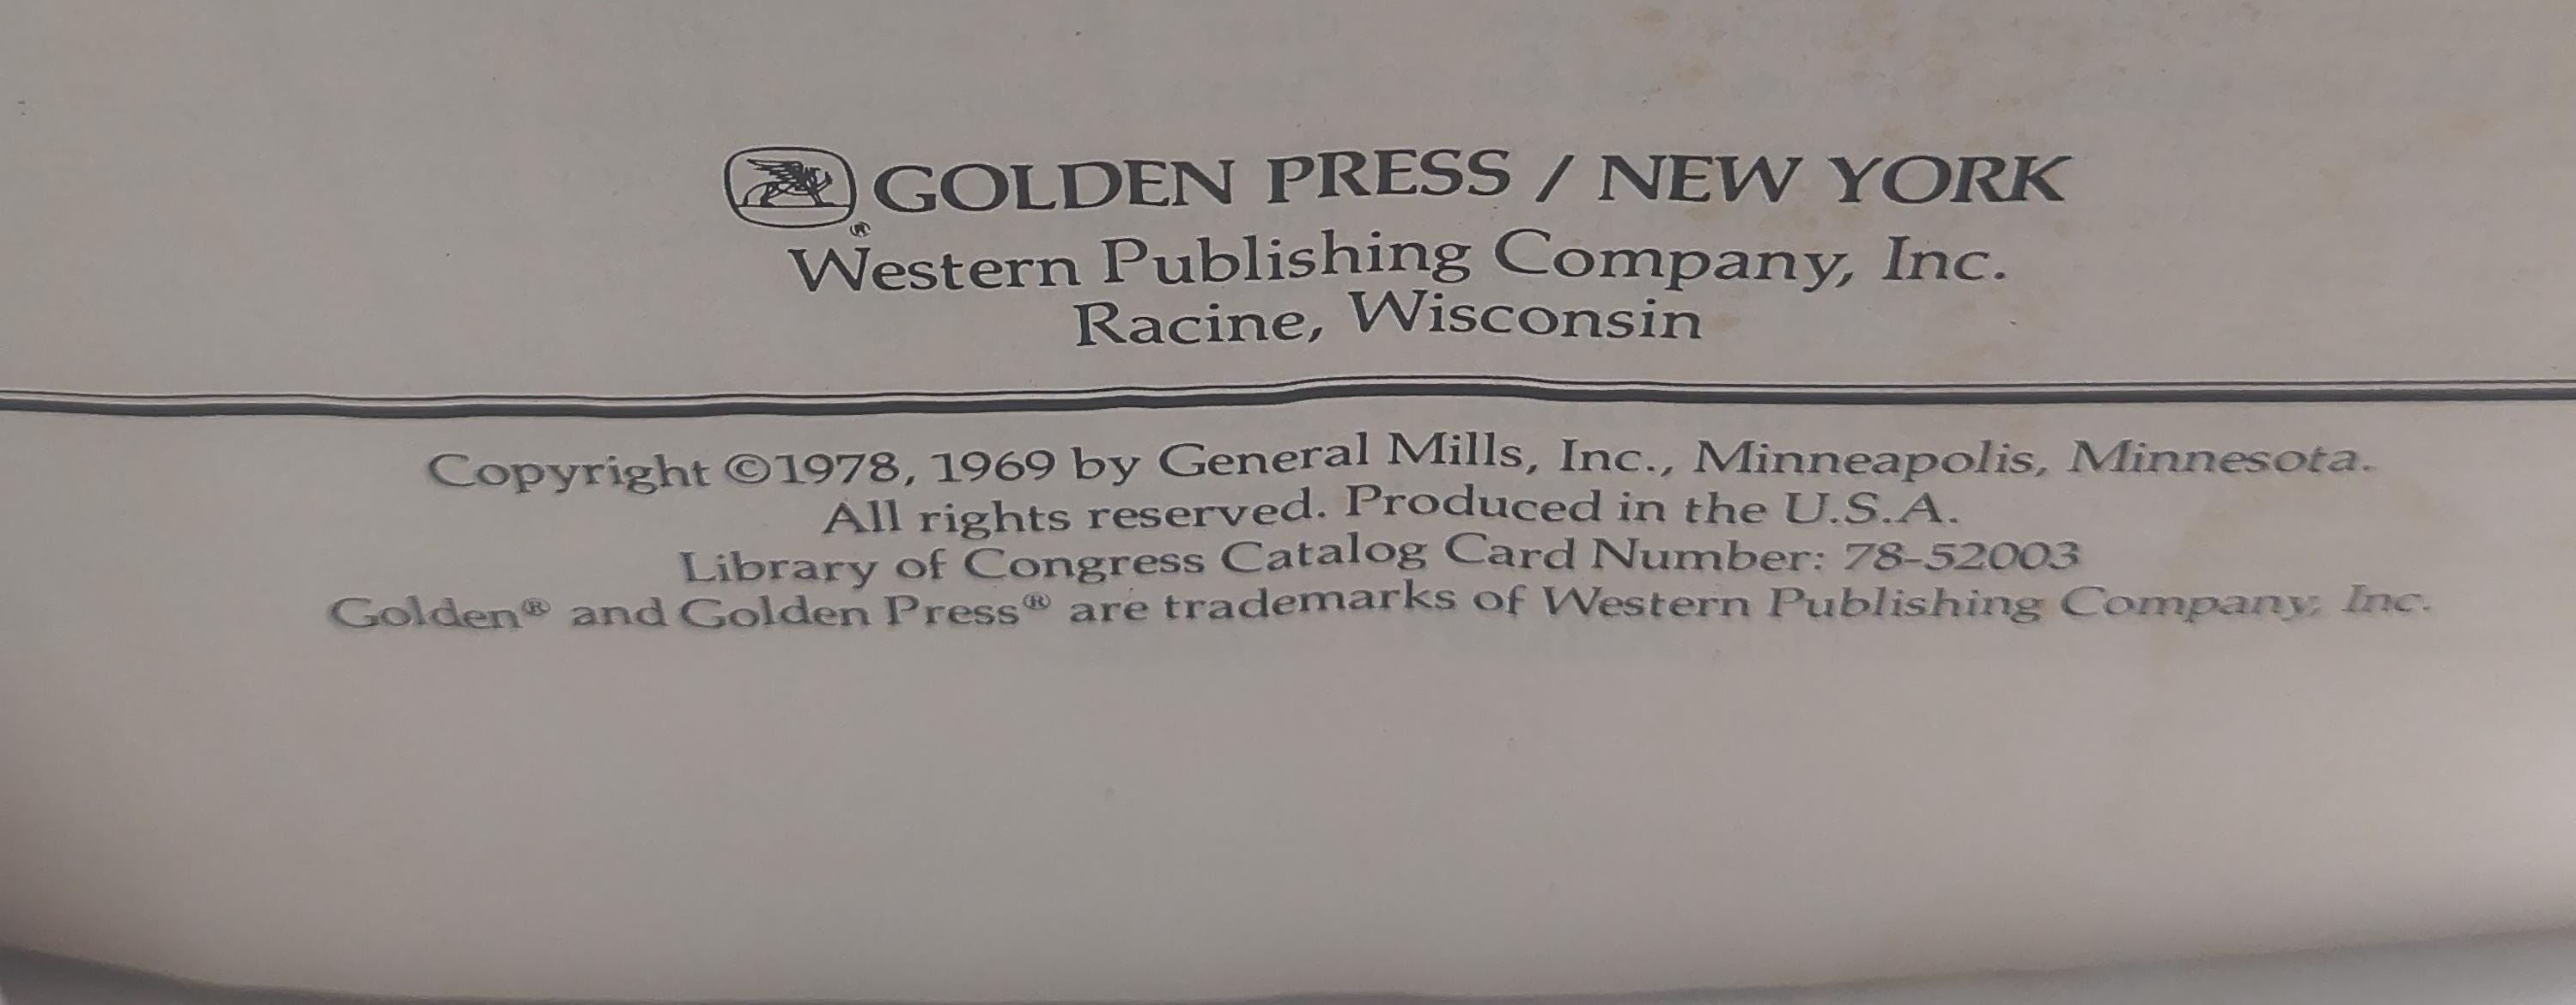 GOLDEN PRESS / NEW YORK
®
Western Publishing Company, Inc.
Racine, Wisconsin
Copyright ©1978, 1969 by General Mills, Inc., Minneapolis, Minnesota.
All rights reserved. Produced in the U.S.A.
Library of Congress Catalog Card Number: 78-52003
Golden® and Golden Press® are trademarks of Western Publishing Company, Inc.